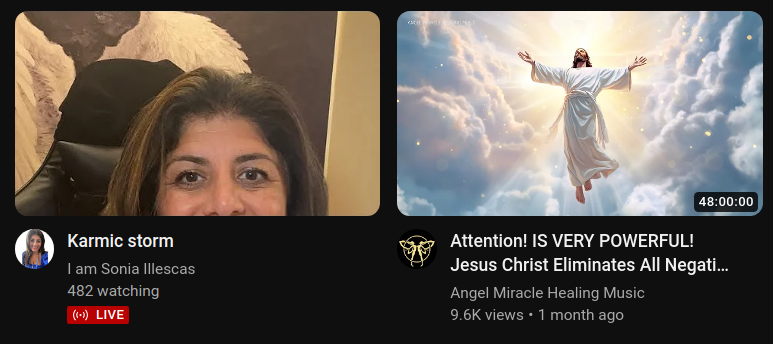 Karmic storm
I am Sonia Illescas
482 watching
LIVE
48:00:00
Attention! IS VERY POWERFUL!
Jesus Christ Eliminates All Negati...
Angel Miracle Healing Music
9.6K views • 1 month ago